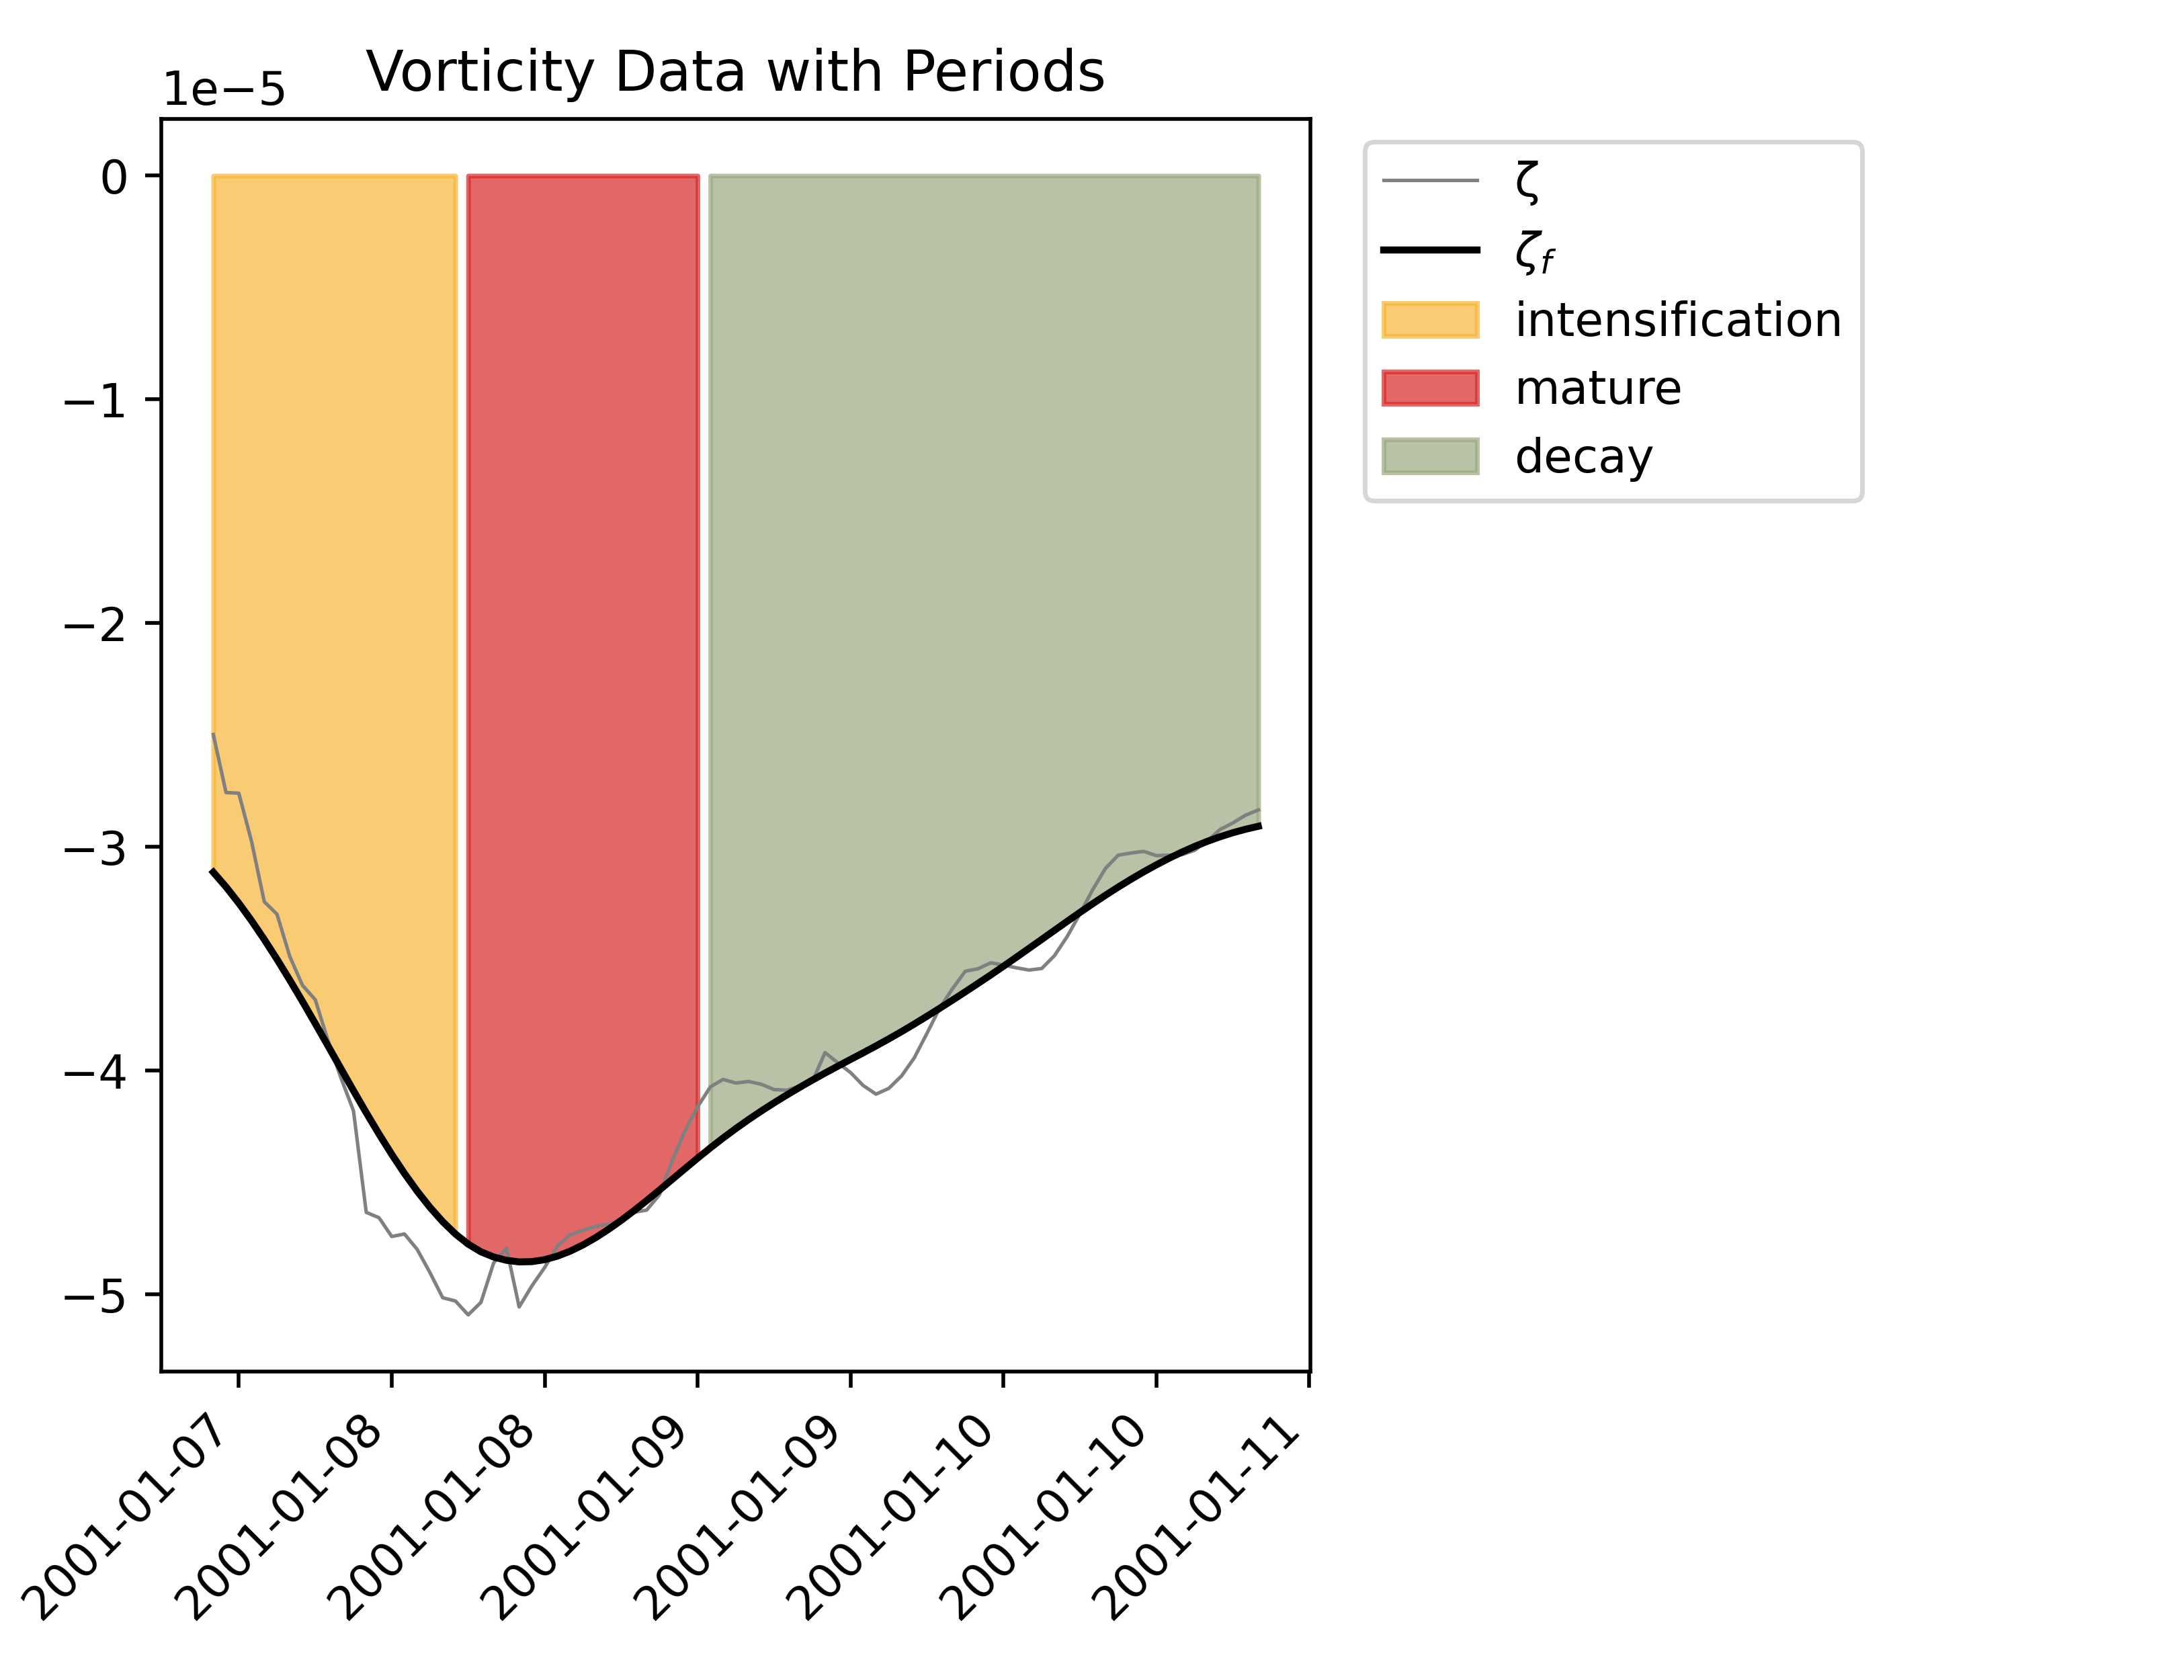 Vorticity Data with Periods
1e−5
0
−1
−2
−3
−4
−5
2001-01-07
2001-01-08
2001-01-08
2001-01-09
2001-01-09
2001-01-10
2001-01-10
2001-01-11
ζ
ζf
intensification
mature
decay